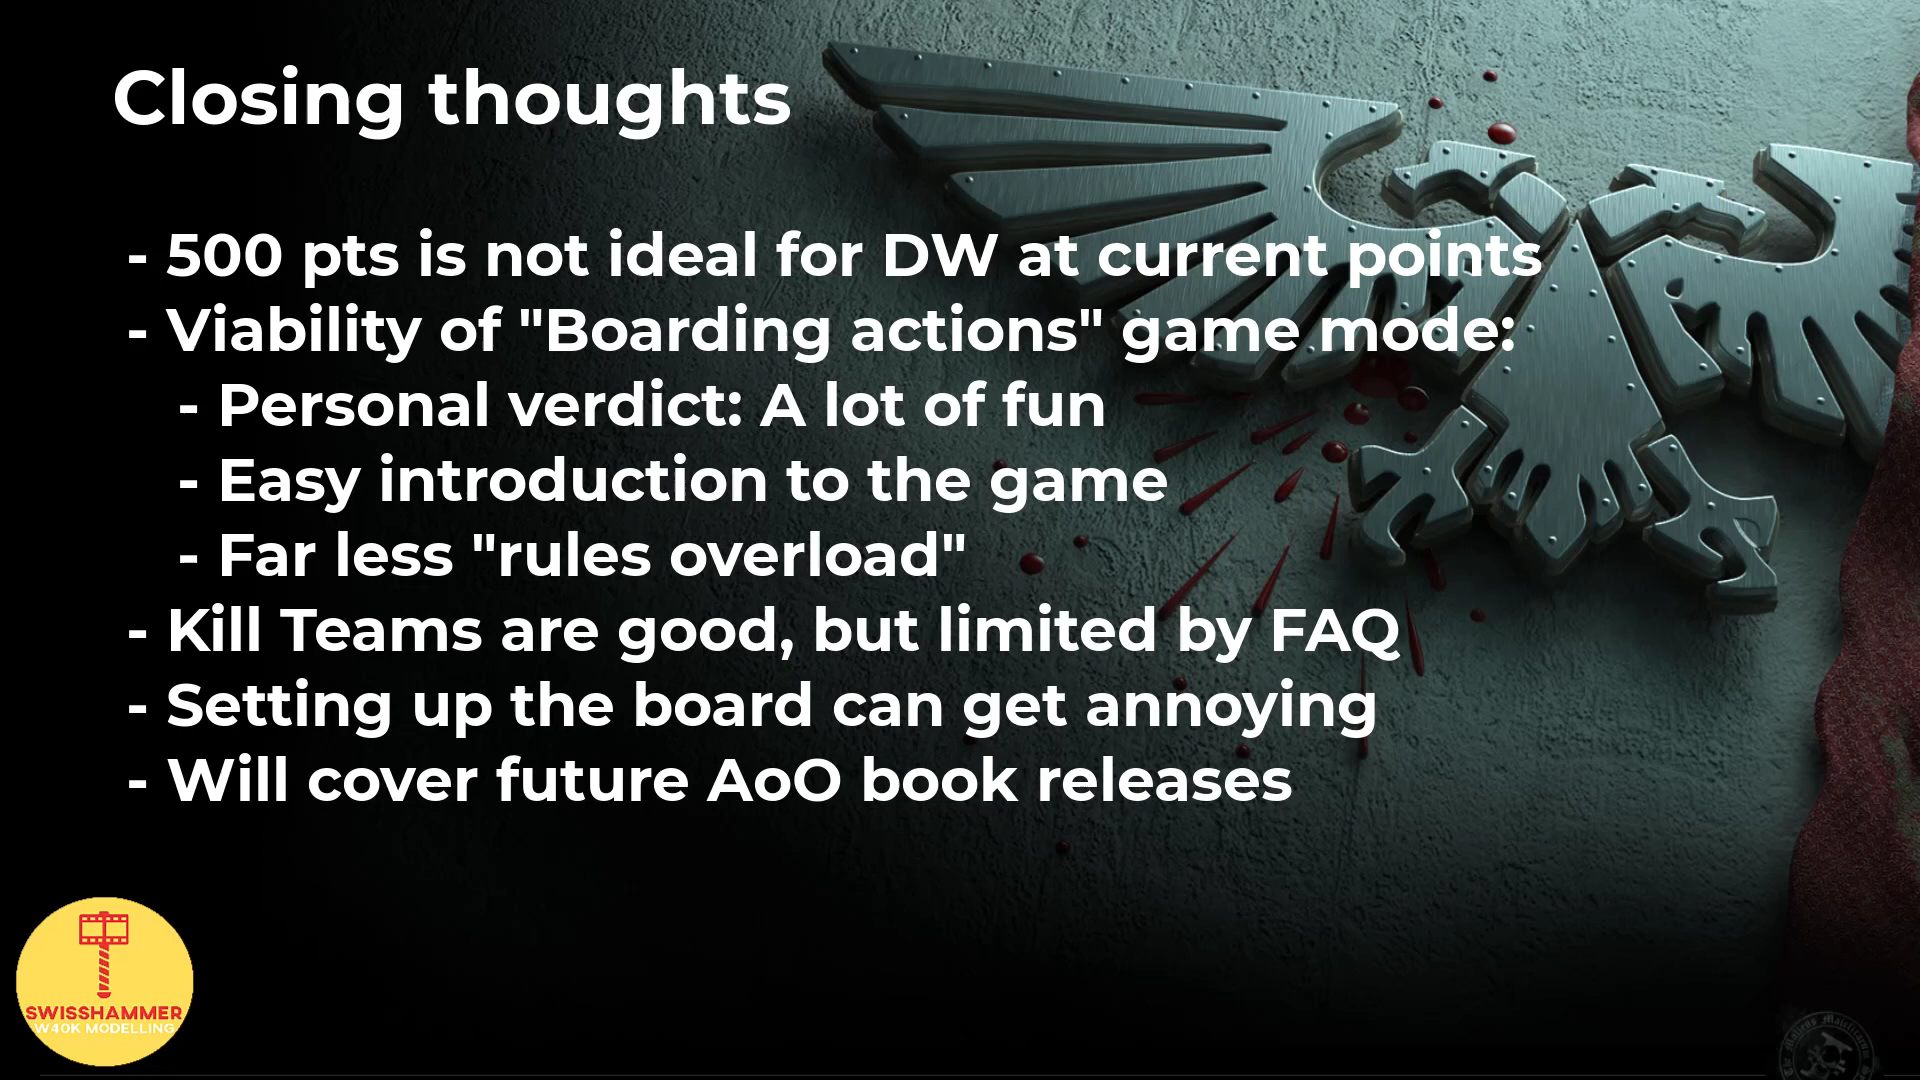 Closing thoughts
- 500 pts is not ideal for DW at current points
- Viability of "Boarding actions" game mode:
- Personal verdict: A lot of fun
- Easy introduction to the game
- Far less "rules overload"
- Kill Teams are good, but limited by FAQ
- Setting up the board can get annoying
- Will cover future AoO book releases
SWISSHAMMER
W40K MODELLING